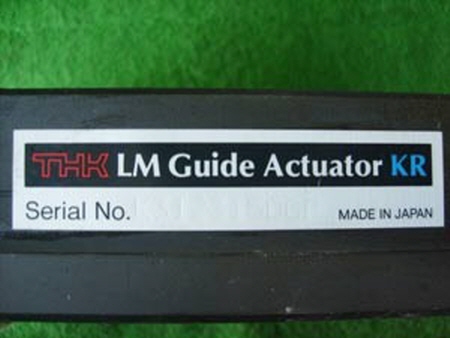 THK LM Guide Actuator KR
Serial No.
MADE IN JAPAN